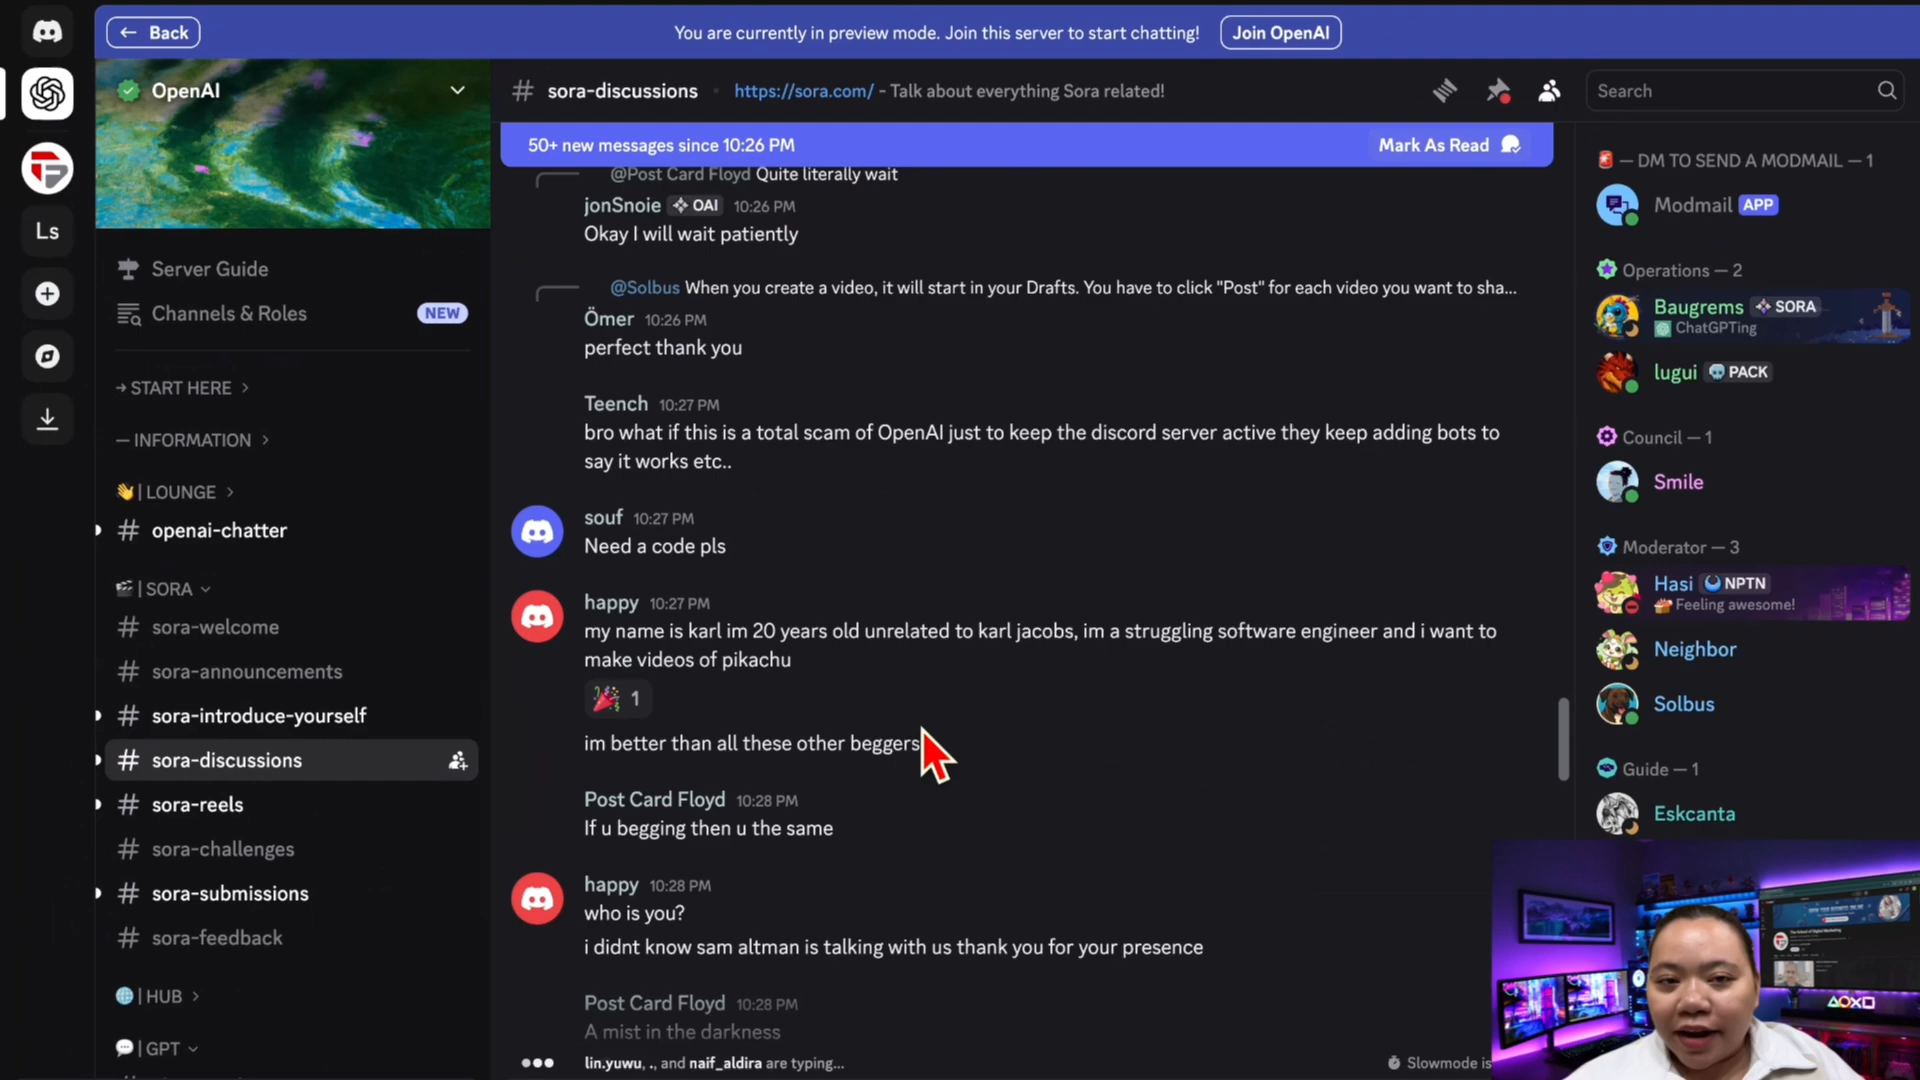 Back
You are currently in preview mode. Join this server to start chatting!
Join OpenAI
OpenAI
Server Guide
Channels & Roles
NEW
START HERE
— INFORMATION
| LOUNGE
openai-chatter
| SORA
sora-welcome
sora-announcements
sora-introduce-yourself
sora-discussions
sora-reels
sora-challenges
sora-submissions
sora-feedback
| HUB
| GPT
Ls
# sora-discussions
https://sora.com/ - Talk about everything Sora related!
Search
50+ new messages since 10:26 PM
Mark As Read
@Post Card Floyd Quite literally wait
jonSnoie OAI 10:26 PM
Okay I will wait patiently
@Solbus When you create a video, it will start in your Drafts. You have to click "Post" for each video you want to sha...
Ömer 10:26 PM
perfect thank you
Teench 10:27 PM
bro what if this is a total scam of OpenAI just to keep the discord server active they keep adding bots to
say it works etc..
souf 10:27 PM
Need a code pls
happy 10:27 PM
my name is karl im 20 years old unrelated to karl jacobs, im a struggling software engineer and i want to
make videos of pikachu
1
im better than all these other beggers
Post Card Floyd 10:28 PM
If u begging then u the same
happy 10:28 PM
who is you?
i didnt know sam altman is talking with us thank you for your presence
Post Card Floyd 10:28 PM
A mist in the darkness
lin.yuwu, ., and naif_aldira are typing...
Slowmode is
— DM TO SEND A MODMAIL — 1
Modmail APP
Operations — 2
Baugrems SORA
ChatGPTing
lugui PACK
Council — 1
Smile
Moderator — 3
Hasi NPTN
Feeling awesome!
Neighbor
Solbus
Guide — 1
Eskcanta